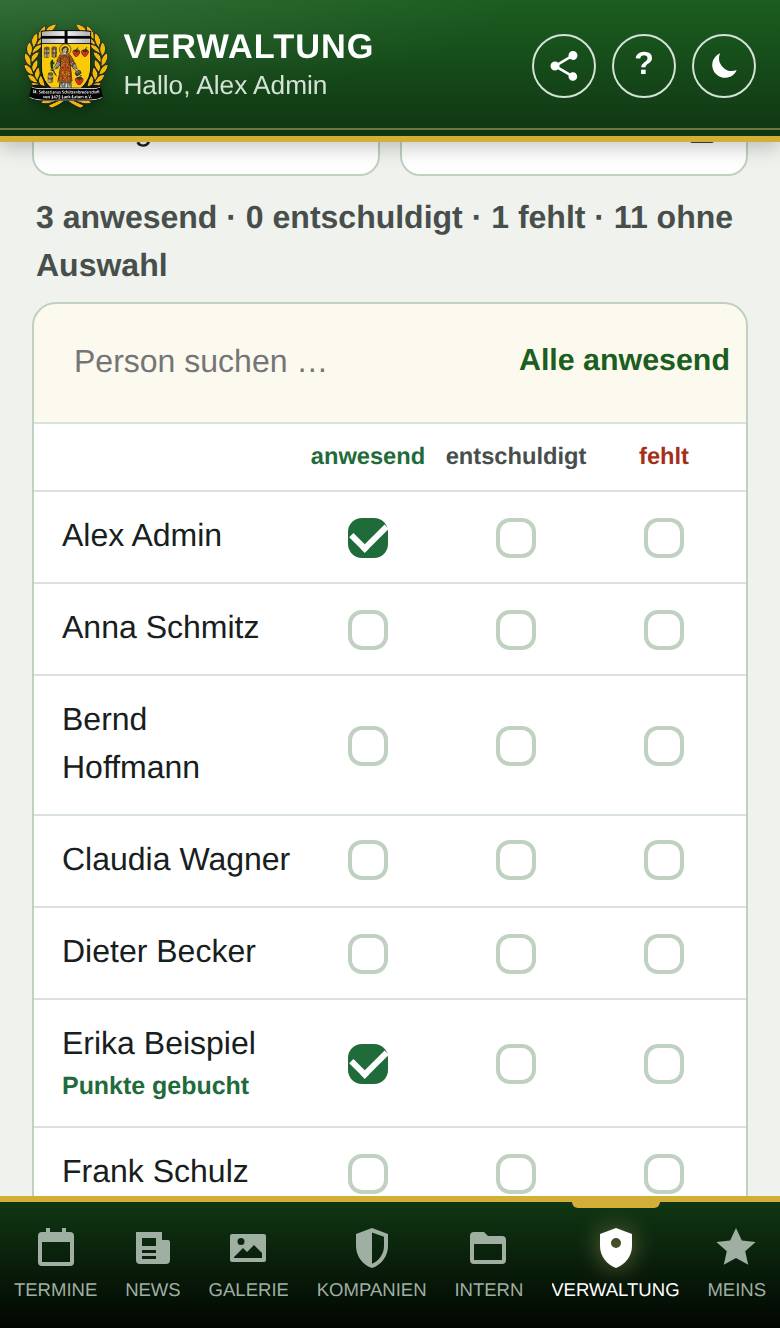 VERWALTUNG
Hallo, Alex Admin
?
3 anwesend · 0 entschuldigt · 1 fehlt · 11 ohne
Auswahl
Person suchen …
Alle anwesend
anwesend entschuldigt fehlt
Alex Admin
Anna Schmitz
Bernd
Hoffmann
Claudia Wagner
Dieter Becker
Erika Beispiel
Punkte gebucht
Frank Schulz
TERMINE NEWS GALERIE KOMPANIEN INTERN VERWALTUNG MEINS